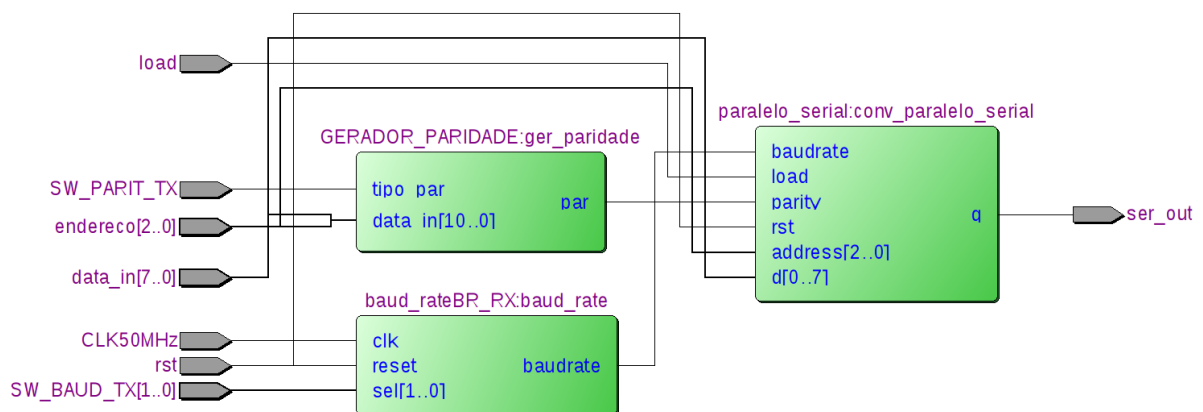 load
SW_PARIT_TX
endereco[2..0]
data_in[7..0]
CLK50MHz
rst
SW_BAUD_TX[1..0]
GERADOR_PARIDADE:ger_paridade
tipo_par
data_in[10..0]
par
baud_rateBR_RX:baud_rate
clk
reset
sel[1..0]
baudrate
paralelo_serial:conv_paralelo_serial
baudrate
load
parity
rst
address[2..0]
d[0..7]
q
ser_out